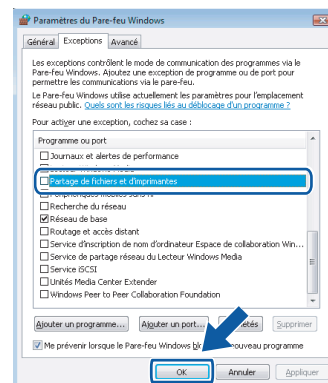 Paramètres du Pare-feu Windows
Général Exceptions Avancé
Les exceptions contrôlent le mode de communication des programmes via le
Pare-feu Windows. Ajoutez une exception de programme ou de port pour
permettre les communications via le pare-feu.
Le Pare-feu Windows utilise actuellement les paramètres pour l'emplacement
réseau public. Quels sont les risques liés au déblocage d'un programme ?
Pour activer une exception, cochez sa case :
Programme ou port
Journaux et alertes de performance
Partage de fichiers et d'imprimantes
Recherche du réseau
Réseau de base
Routage et accès distant
Service d'inscription de nom d'ordinateur Espace de collaboration Win...
Service de partage réseau du Lecteur Windows Media
Service iSCSI
Unités Media Center Extender
Windows Peer to Peer Collaboration Foundation
Ajouter un programme... Ajouter un port... Supprimer
Me prévenir lorsque le Pare-feu Windows programme
OK Annuler Appliquer